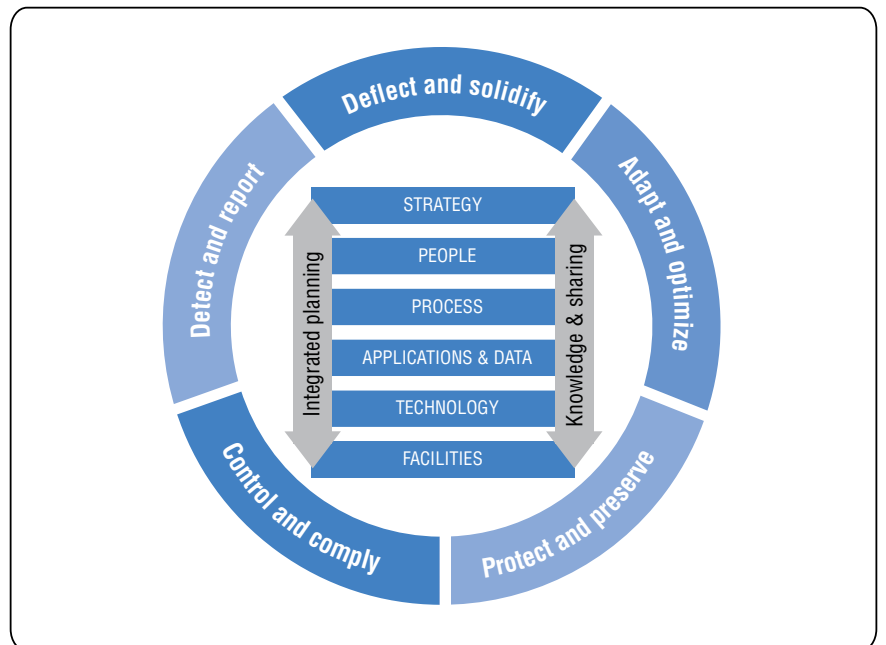 Deflect and solidify
Adapt and optimize
Protect and preserve
Control and comply
Detect and report
Integrated planning
STRATEGY
PEOPLE
PROCESS
APPLICATIONS & DATA
TECHNOLOGY
FACILITIES
Knowledge & sharing